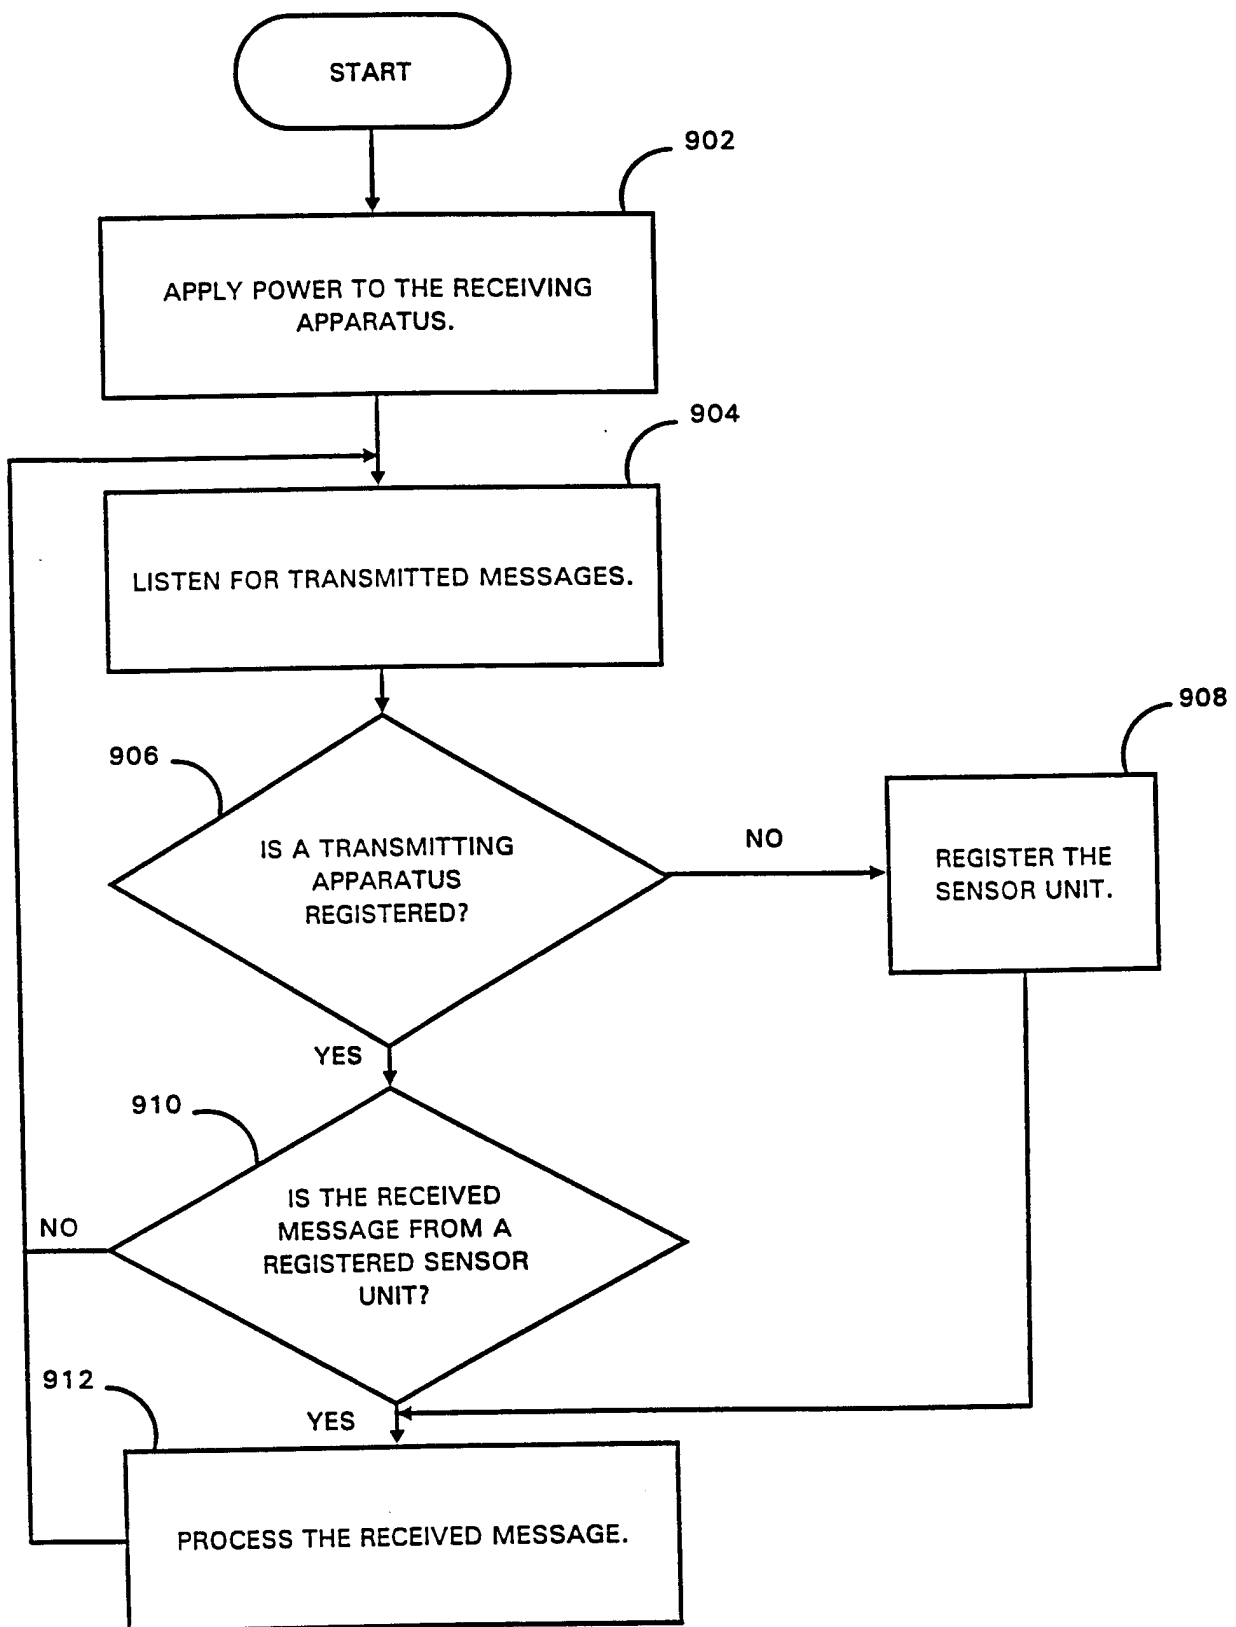 START
902
APPLY POWER TO THE RECEIVING
APPARATUS.
904
LISTEN FOR TRANSMITTED MESSAGES.
906
IS A TRANSMITTING
APPARATUS
REGISTERED?
NO
908
REGISTER THE
SENSOR UNIT.
YES
910
IS THE RECEIVED
MESSAGE FROM A
REGISTERED SENSOR
UNIT?
NO
YES
912
PROCESS THE RECEIVED MESSAGE.